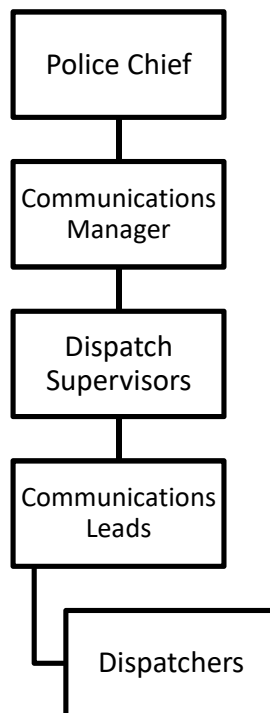 Police Chief
Communications
Manager
Dispatch
Supervisors
Communications
Leads
Dispatchers